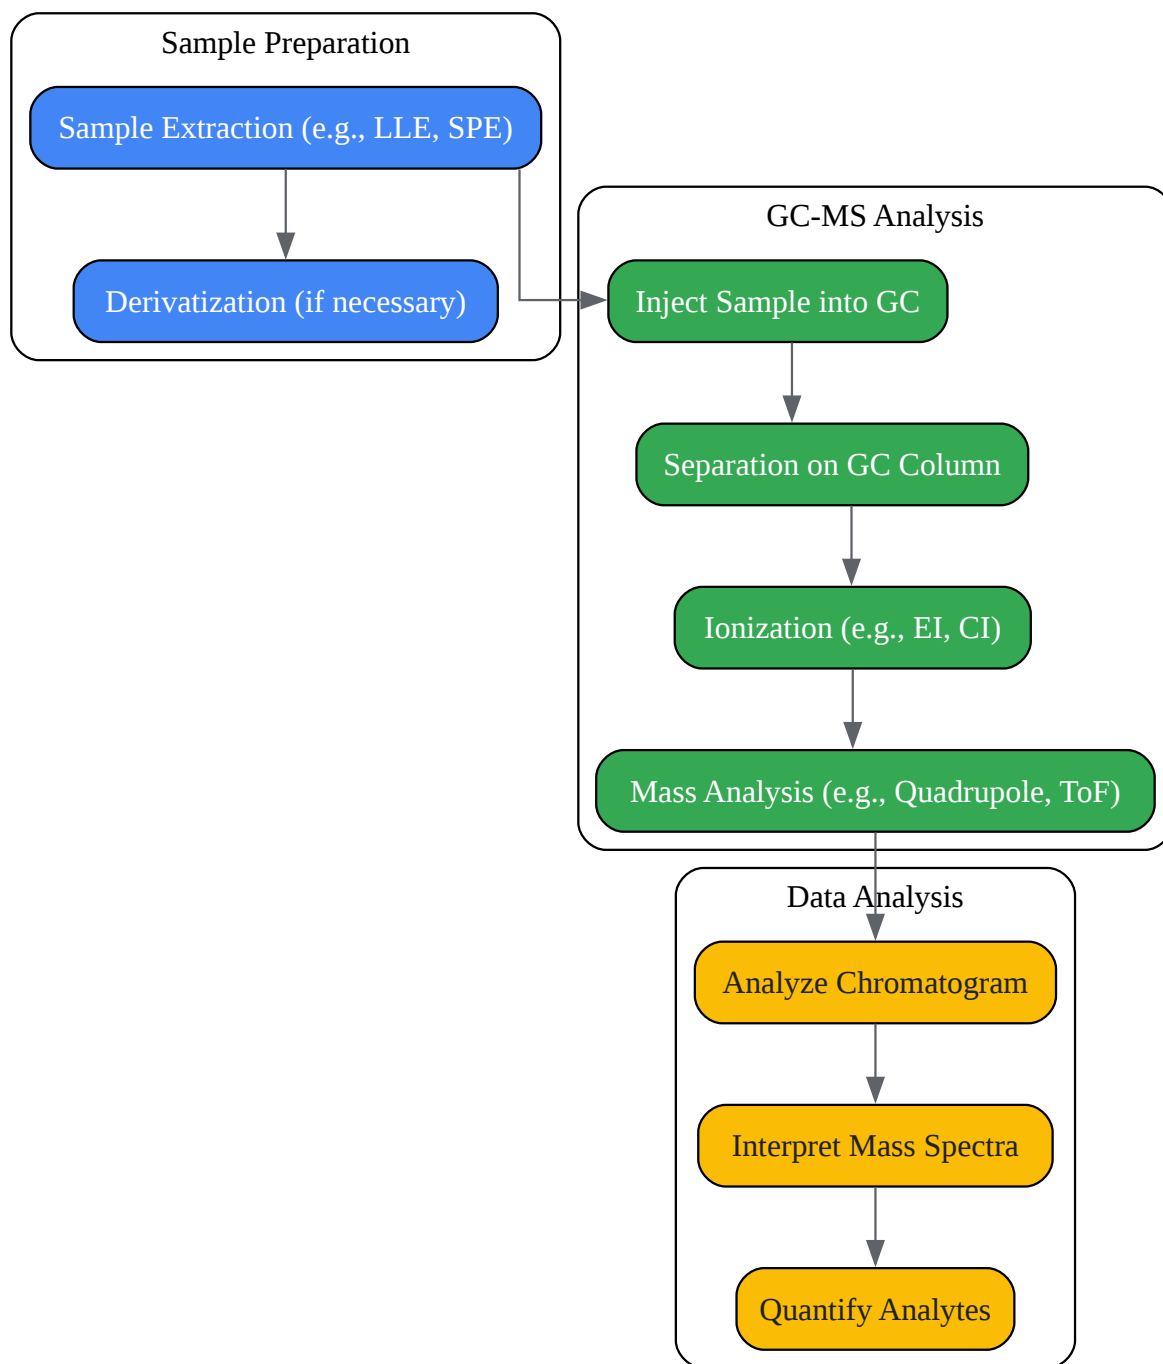 Sample Preparation
Sample Extraction (e.g., LLE, SPE)
Derivatization (if necessary)
GC-MS Analysis
Inject Sample into GC
Separation on GC Column
Ionization (e.g., EI, CI)
Mass Analysis (e.g., Quadrupole, ToF)
Data Analysis
Analyze Chromatogram
Interpret Mass Spectra
Quantify Analytes